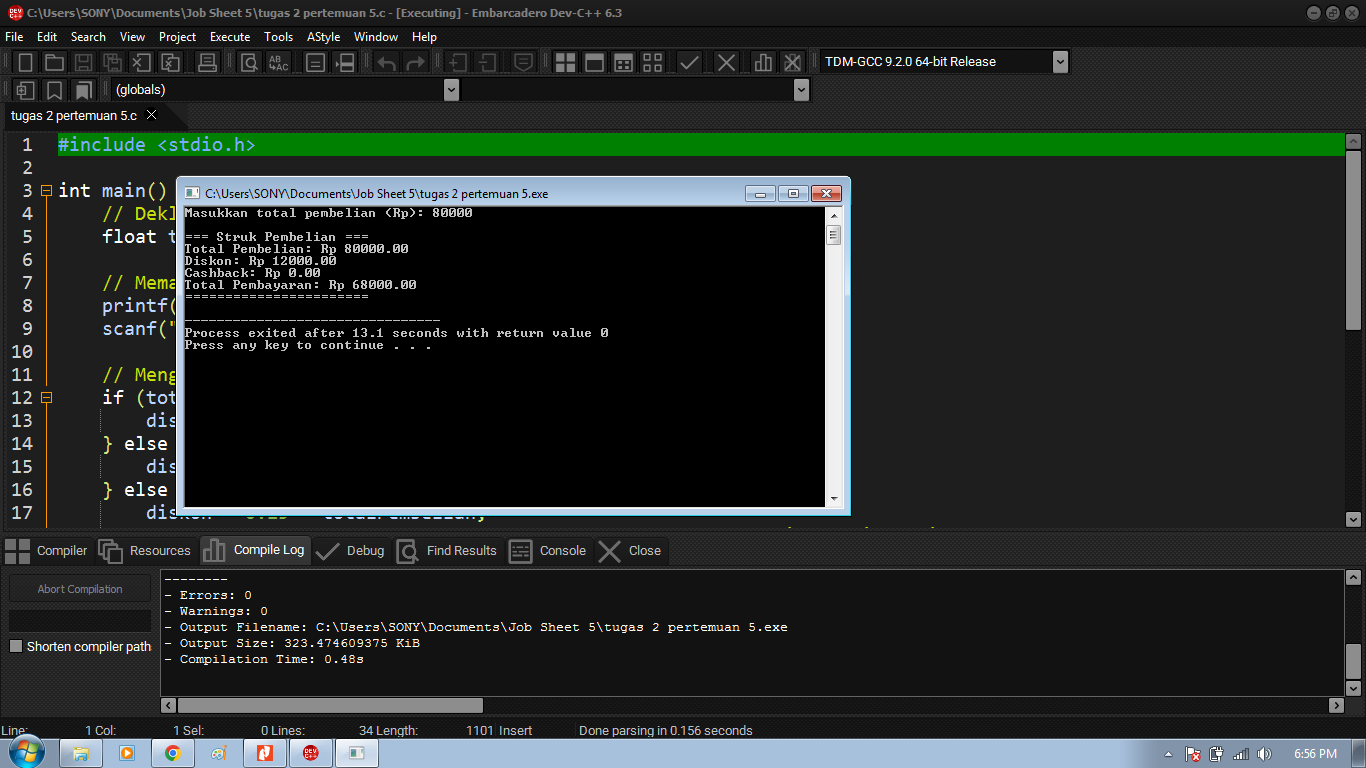 C:\Users\SONY\Documents\Job Sheet 5\tugas 2 pertemuan 5.c - [Executing] - Embarcadero Dev-C++ 6.3
File Edit Search View Project Execute Tools AStyle Window Help
TDM-GCC 9.2.0 64-bit Release
(globals)
tugas 2 pertemuan 5.c
1 #include <stdio.h>
2
3 int main()
4 // Dekl
5 float t
6
7 // Mema
8 printf(
9 scanf("
10
11 // Meng
12 if (tot
13 dis
14 } else
15 dis
16 } else
17
C:\Users\SONY\Documents\Job Sheet 5\tugas 2 pertemuan 5.exe
Masukkan total pembelian (Rp): 80000
=== Struk Pembelian ===
Total Pembelian: Rp 80000.00
Diskon: Rp 12000.00
Cashback: Rp 0.00
Total Pembayaran: Rp 68000.00
=======================
--------------------------------
Process exited after 13.1 seconds with return value 0
Press any key to continue . . .
Compiler Resources Compile Log Debug Find Results Console Close
Abort Compilation
Shorten compiler path
--------
- Errors: 0
- Warnings: 0
- Output Filename: C:\Users\SONY\Documents\Job Sheet 5\tugas 2 pertemuan 5.exe
- Output Size: 323.474609375 KiB
- Compilation Time: 0.48s
Line: 1 Col: 1 Sel: 0 Lines: 34 Length: 1101 Insert Done parsing in 0.156 seconds
6:56 PM